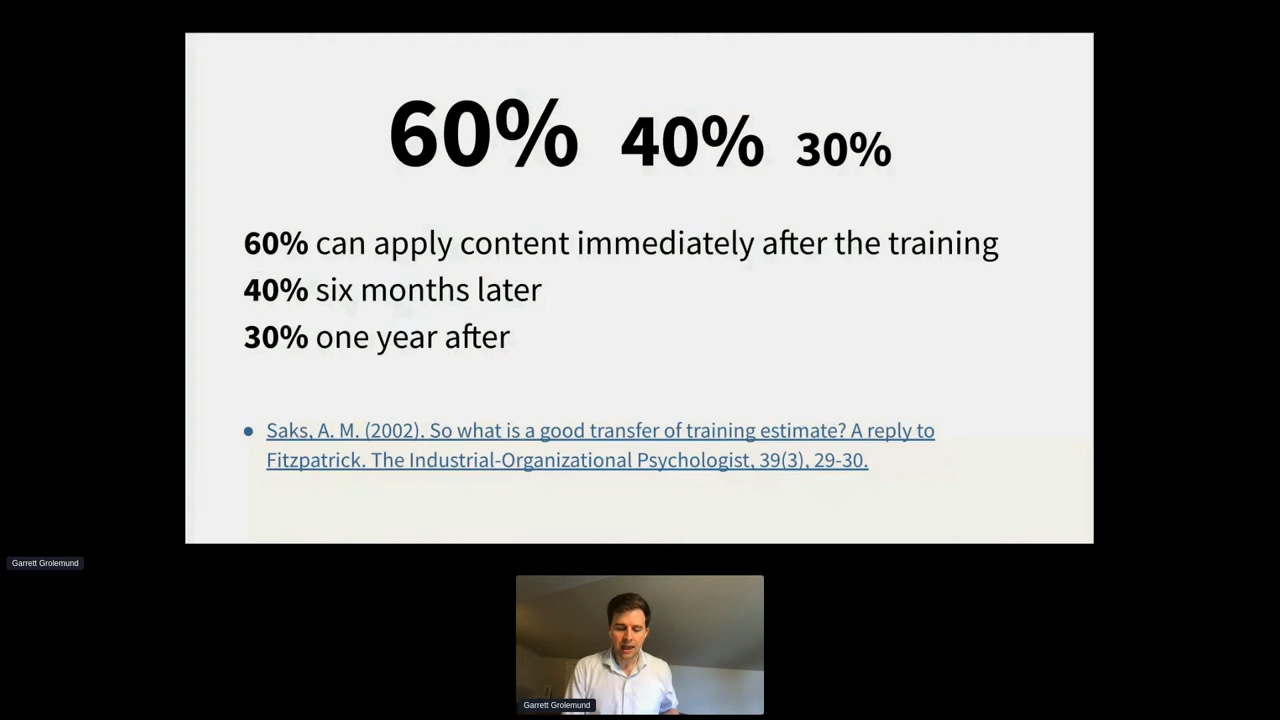 60% 40% 30%
60% can apply content immediately after the training
40% six months later
30% one year after
• Saks, A. M. (2002). So what is a good transfer of training estimate? A reply to
Fitzpatrick. The Industrial-Organizational Psychologist, 39(3), 29-30.
Garrett Grolemund
Garrett Grolemund